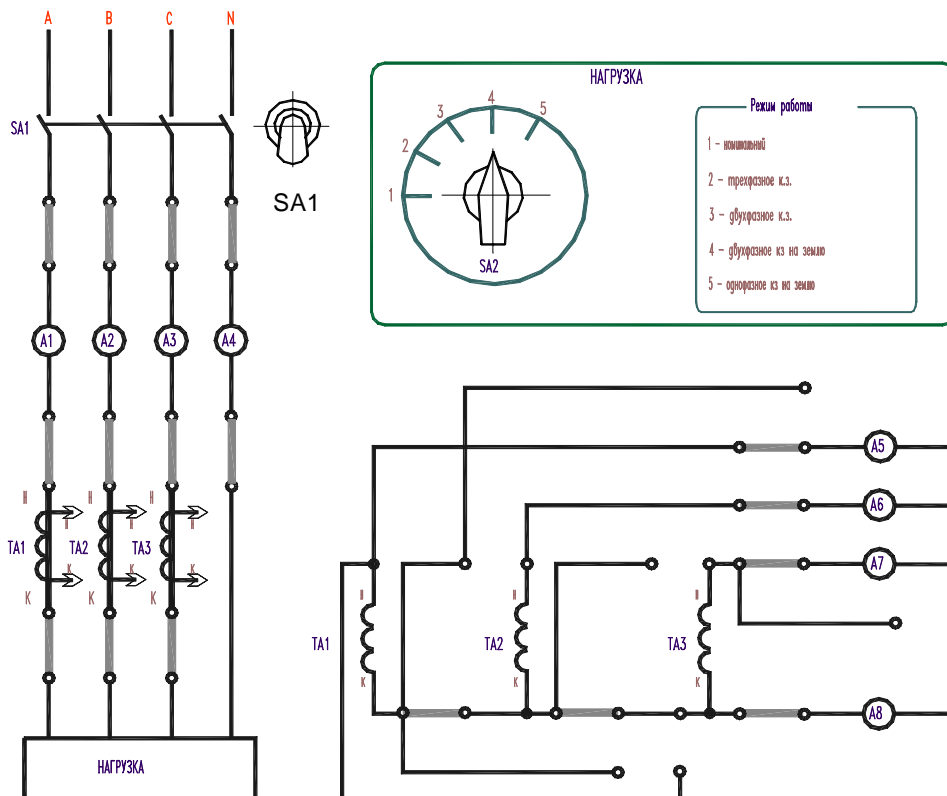 A B C N
SA1
SA1
A1 A2 A3 A4
Н Н Н
И И И
TA1 TA2 TA3
К К К
К К К
НАГРУЗКА
НАГРУЗКА
1 2 3 4 5
SA2
Режим работы
1 - номинальный
2 - трехфазное к.з.
3 - двухфазное к.з.
4 - двухфазное кз на землю
5 - однофазное кз на землю
A5
A6
A7
И И И
TA1 TA2 TA3
К К К
A8